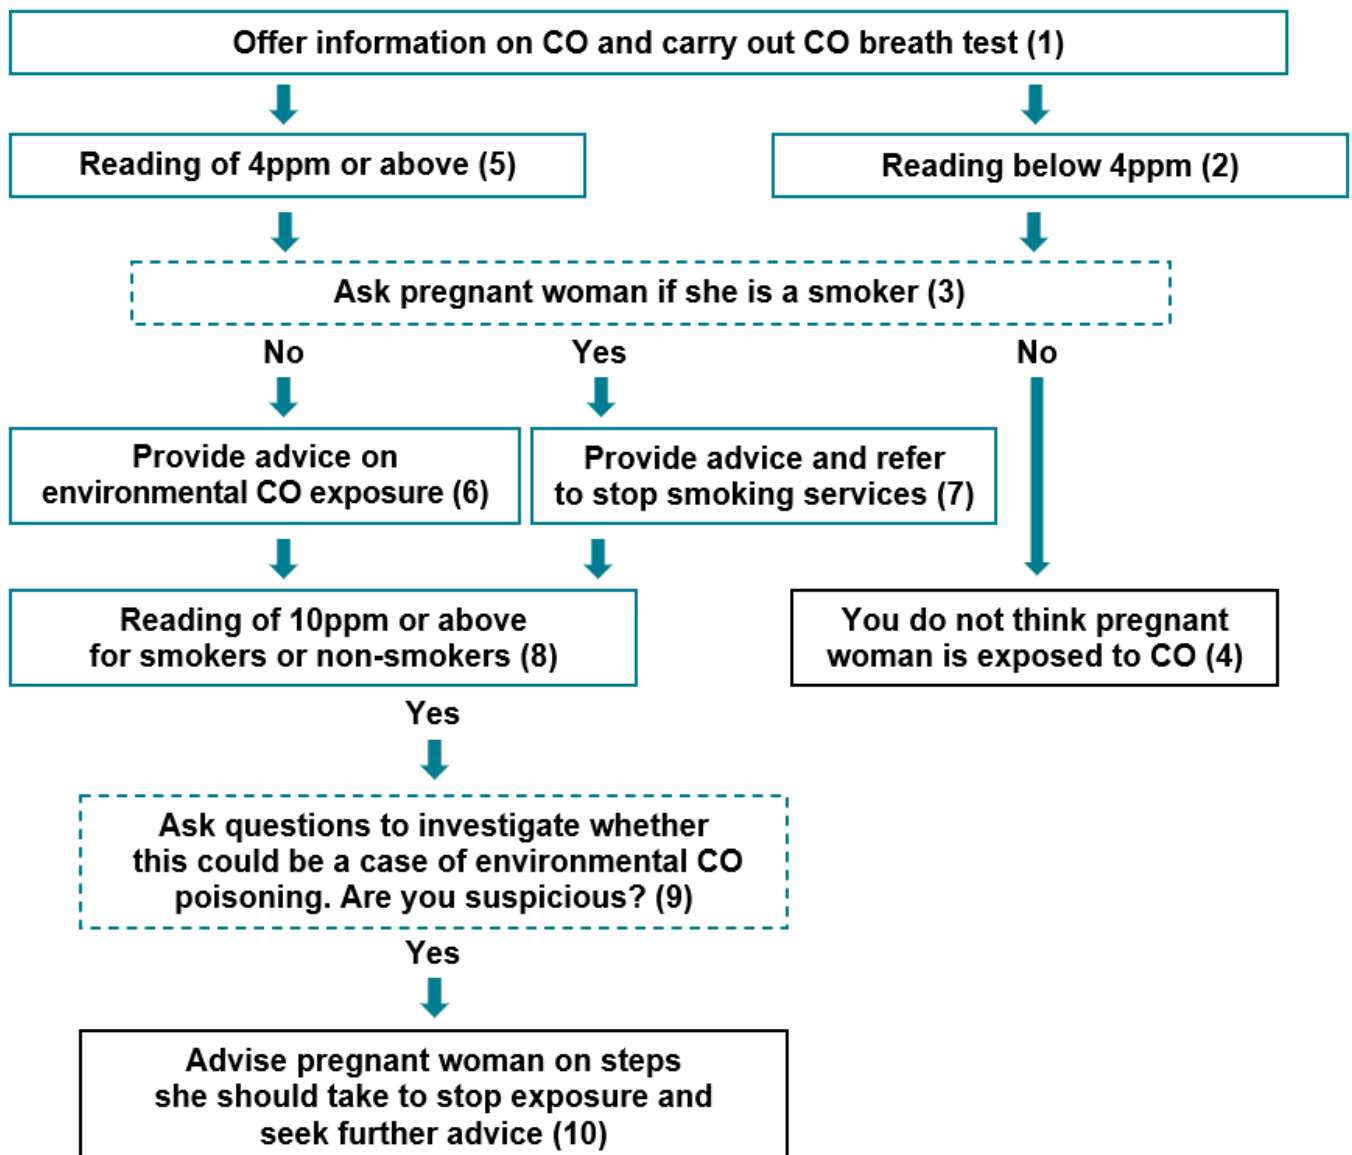 Offer information on CO and carry out CO breath test (1)
Reading of 4ppm or above (5)
Reading below 4ppm (2)
Ask pregnant woman if she is a smoker (3)
No
Yes
No
Provide advice on
environmental CO exposure (6)
Provide advice and refer
to stop smoking services (7)
Reading of 10ppm or above
for smokers or non-smokers (8)
You do not think pregnant
woman is exposed to CO (4)
Yes
Ask questions to investigate whether
this could be a case of environmental CO
poisoning. Are you suspicious? (9)
Yes
Advise pregnant woman on steps
she should take to stop exposure and
seek further advice (10)